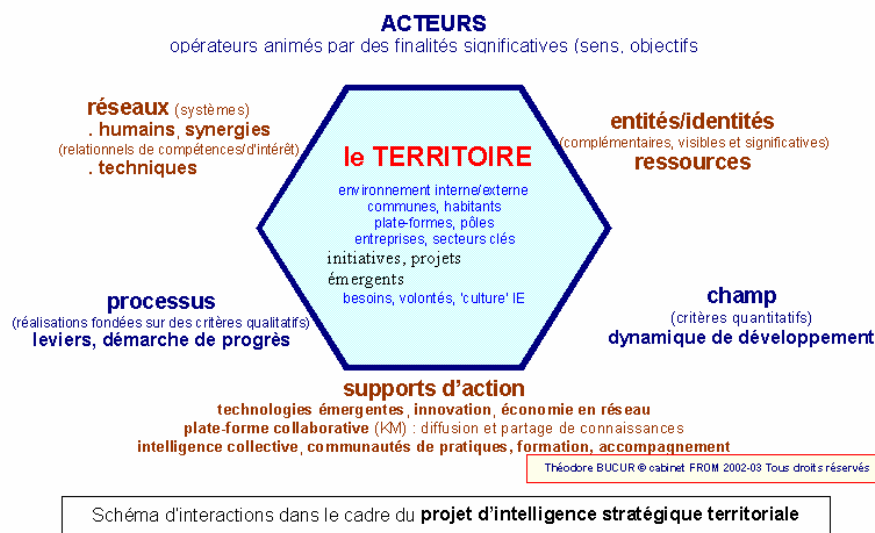 ACTEURS
opérateurs animés par des finalités significatives (sens, objectifs
réseaux (systèmes)
. humains, synergies
(relationnels de compétences/d'intérêt)
. techniques
entités/identités
(complémentaires, visibles et significatives)
ressources
le TERRITOIRE
environnement interne/externe
communes, habitants
plate-formes, pôles
entreprises, secteurs clés
initiatives, projets
émergents
besoins, volontés, 'culture' IE
processus
(réalisations fondées sur des critères qualitatifs)
leviers, démarche de progrès
champ
(critères quantitatifs)
dynamique de développement
supports d'action
technologies émergentes, innovation, économie en réseau
plate-forme collaborative (KM) : diffusion et partage de connaissances
intelligence collective, communautés de pratiques, formation, accompagnement
Théodore BUCUR © cabinet FROM 2002-03 Tous droits réservés
Schéma d'interactions dans le cadre du projet d'intelligence stratégique territoriale